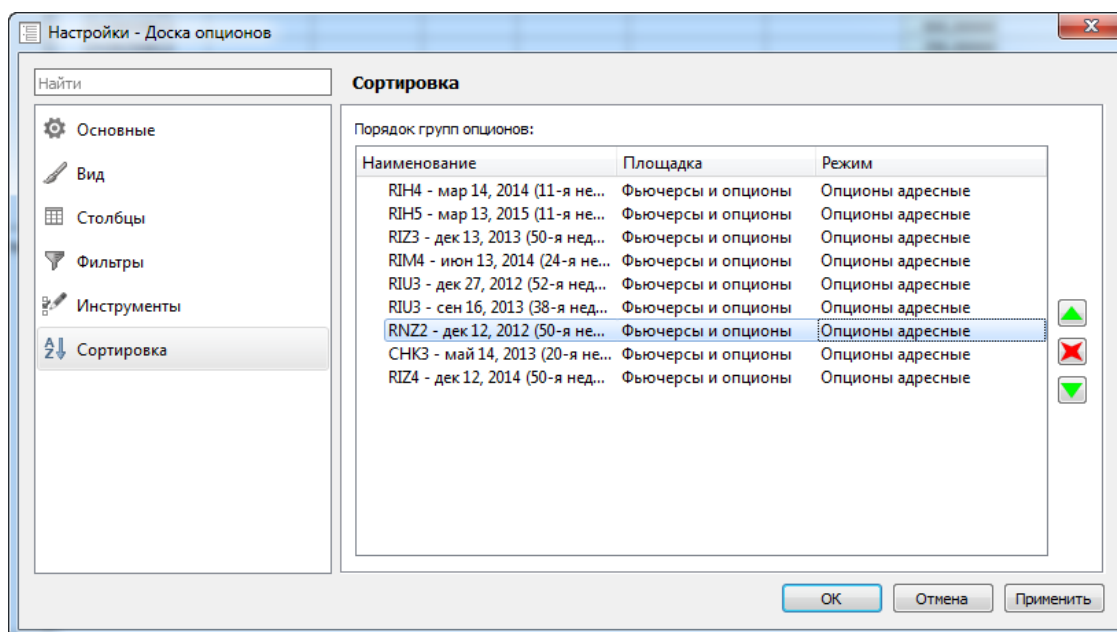 Настройки - Доска опционов
Найти
Основные
Вид
Столбцы
Фильтры
Инструменты
Сортировка
Сортировка
Порядок групп опционов:
Наименование Площадка Режим
RIH4 - мар 14, 2014 (11-я не... Фьючерсы и опционы Опционы адресные
RIH5 - мар 13, 2015 (11-я не... Фьючерсы и опционы Опционы адресные
RIZ3 - дек 13, 2013 (50-я нед... Фьючерсы и опционы Опционы адресные
RIM4 - июн 13, 2014 (24-я не... Фьючерсы и опционы Опционы адресные
RIU3 - дек 27, 2012 (52-я нед... Фьючерсы и опционы Опционы адресные
RIU3 - сен 16, 2013 (38-я нед... Фьючерсы и опционы Опционы адресные
RNZ2 - дек 12, 2012 (50-я не... Фьючерсы и опционы Опционы адресные
CHK3 - май 14, 2013 (20-я не... Фьючерсы и опционы Опционы адресные
RIZ4 - дек 12, 2014 (50-я нед... Фьючерсы и опционы Опционы адресные
OK Отмена Применить